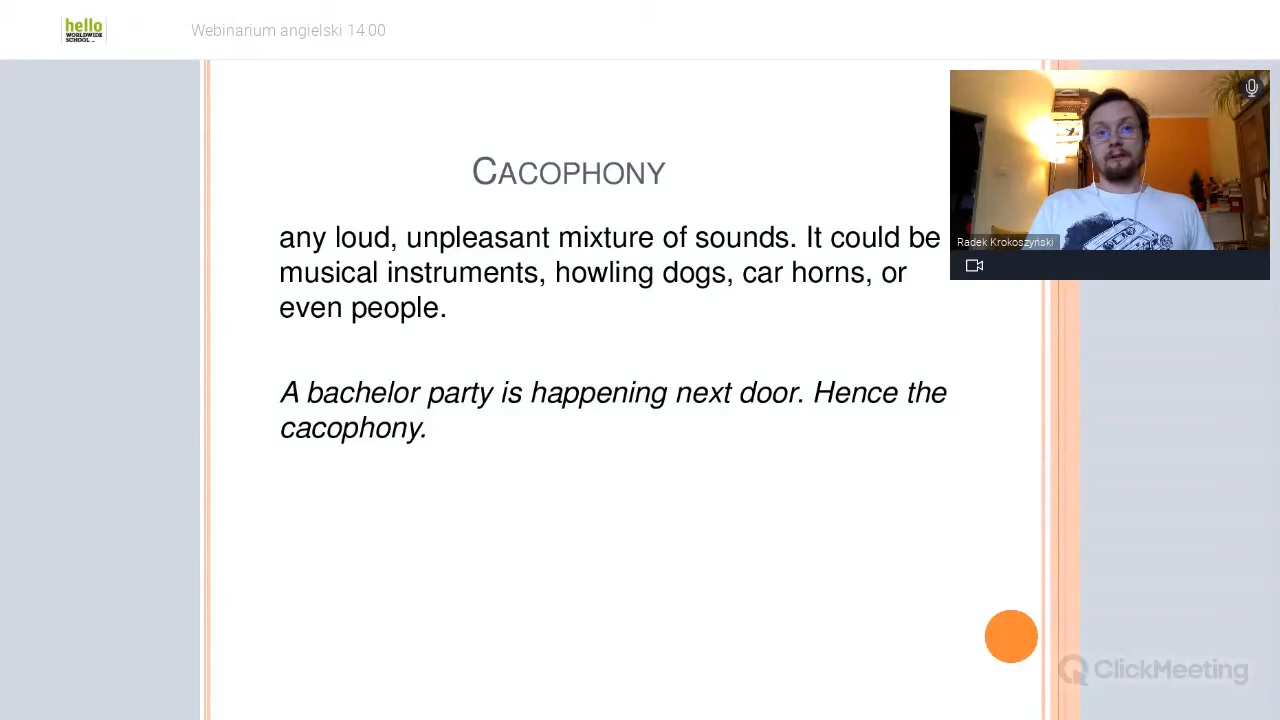 hello
WORLDWIDE
SCHOOL
Webinarium angielski 14:00
CACOPHONY
any loud, unpleasant mixture of sounds. It could be
musical instruments, howling dogs, car horns, or
even people.
A bachelor party is happening next door. Hence the
cacophony.
Radek Krokoszyński
ClickMeeting